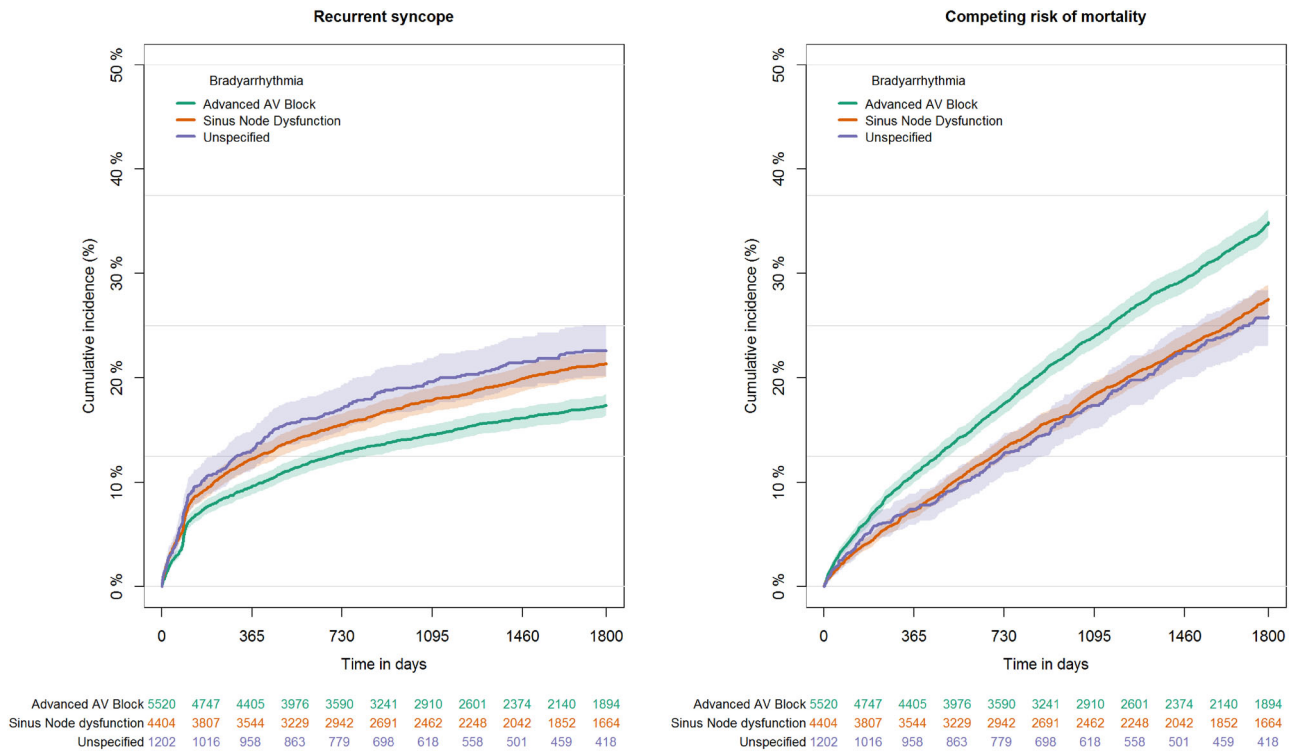 Recurrent syncope
50 %
40 %
30 %
20 %
10 %
0 %
Cumulative incidence (%)
Bradyarrhythmia
Advanced AV Block
Sinus Node Dysfunction
Unspecified
0 365 730 1095 1460 1800
Time in days
Advanced AV Block 5520 4747 4405 3976 3590 3241 2910 2601 2374 2140 1894
Sinus Node dysfunction 4404 3807 3544 3229 2942 2691 2462 2248 2042 1852 1664
Unspecified 1202 1016 958 863 779 698 618 558 501 459 418
Competing risk of mortality
50 %
40 %
30 %
20 %
10 %
0 %
Cumulative incidence (%)
Bradyarrhythmia
Advanced AV Block
Sinus Node Dysfunction
Unspecified
0 365 730 1095 1460 1800
Time in days
Advanced AV Block 5520 4747 4405 3976 3590 3241 2910 2601 2374 2140 1894
Sinus Node dysfunction 4404 3807 3544 3229 2942 2691 2462 2248 2042 1852 1664
Unspecified 1202 1016 958 863 779 698 618 558 501 459 418